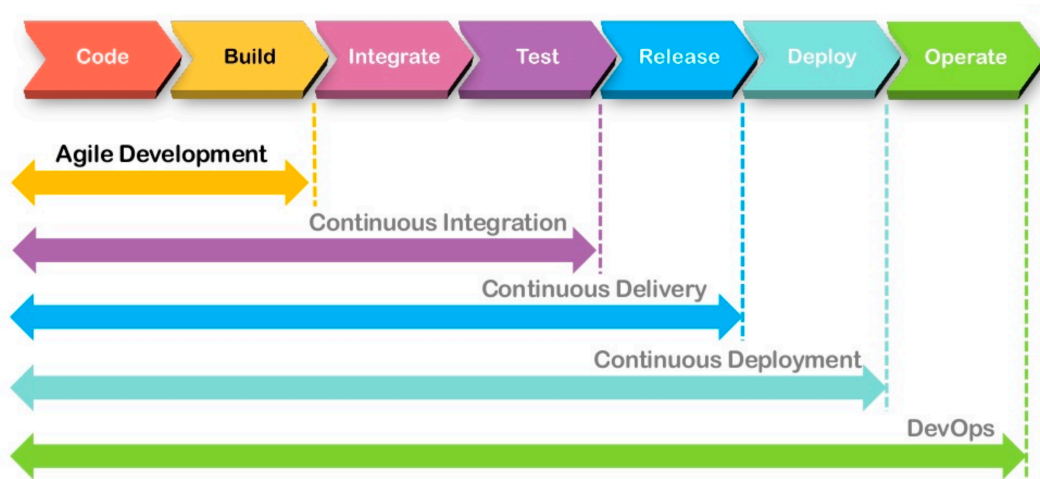 Code Build Integrate Test Release Deploy Operate
Agile Development
Continuous Integration
Continuous Delivery
Continuous Deployment
DevOps